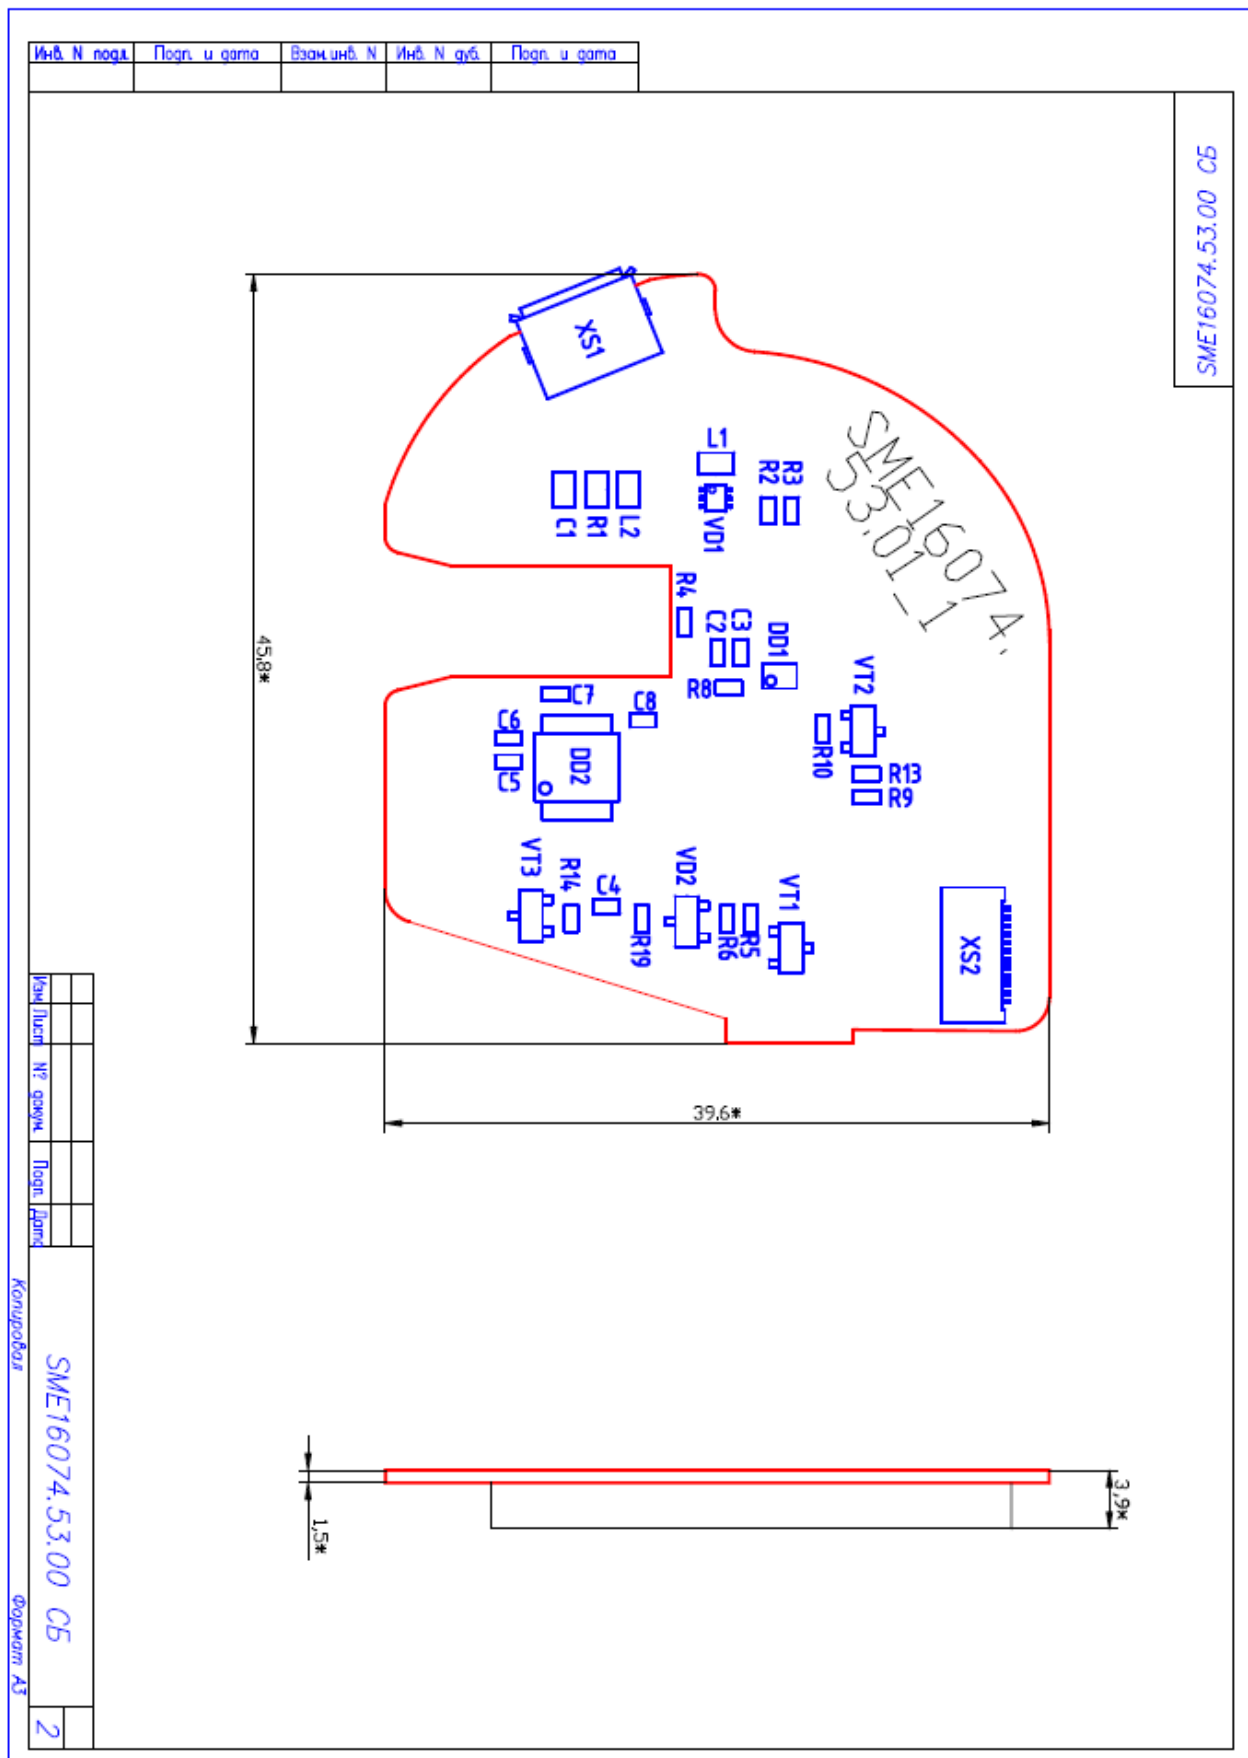 Инв. N подл.
Подп. и дата
Взам. инв. N
Инв. N дуб.
Подп. и дата
SME16074.53.00 СБ
XS1
L1
R2
R3
VD1
C1
R1
L2
SME16074.
53.01_1
R4
C2
C3
DD1
R8
VT2
R10
R13
R9
C7
C8
C6
C5
DD2
VT3
R14
C4
R19
VD2
R6
R5
VT1
XS2
45,8*
39,6*
3,9*
1,5*
Изм.
Лист
№? докум.
Подп.
Дата
SME16074.53.00 СБ
2
Копировал
Формат А3